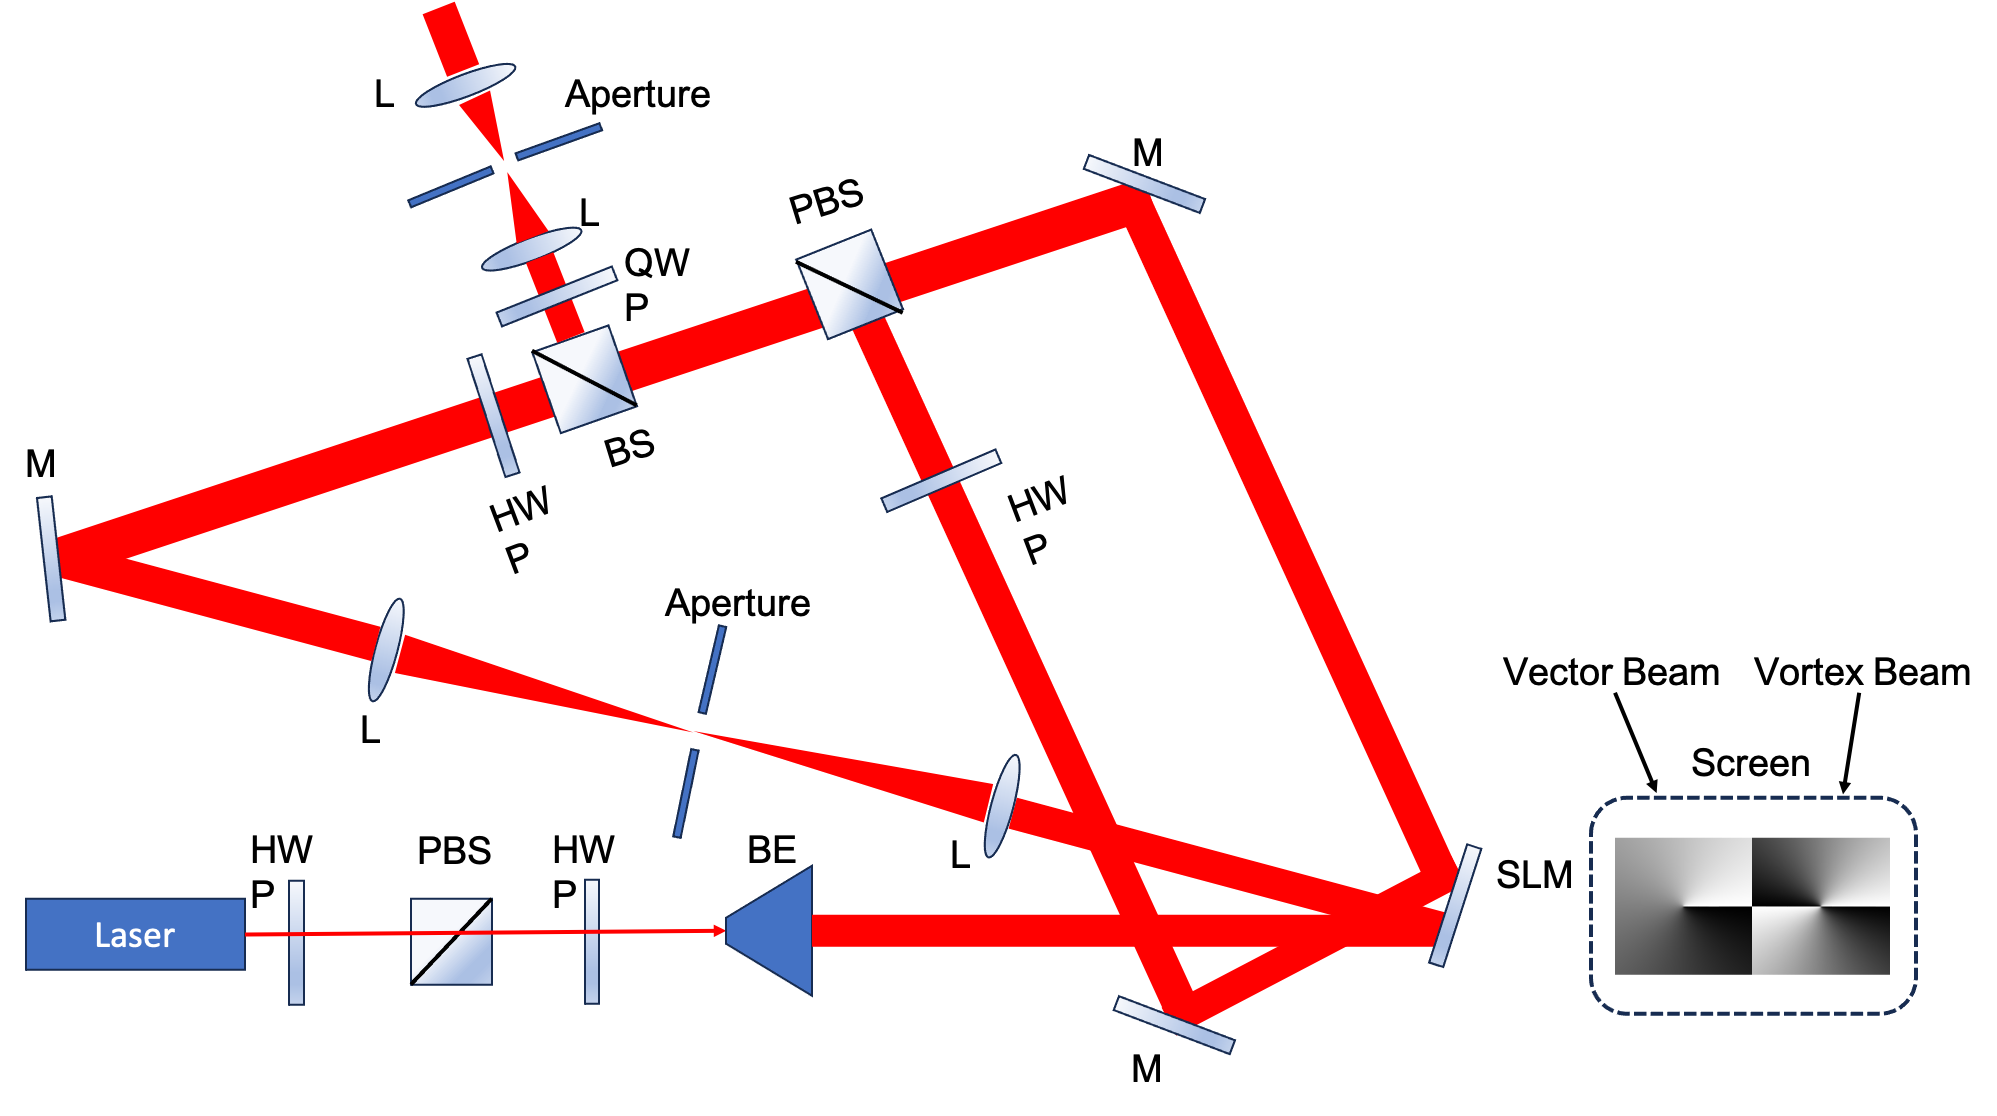 L
Aperture
L
QW
P
PBS
M
BS
HW
P
M
HW
P
Aperture
L
L
Vector Beam
Vortex Beam
Screen
SLM
HW
P
PBS
HW
P
BE
Laser
M